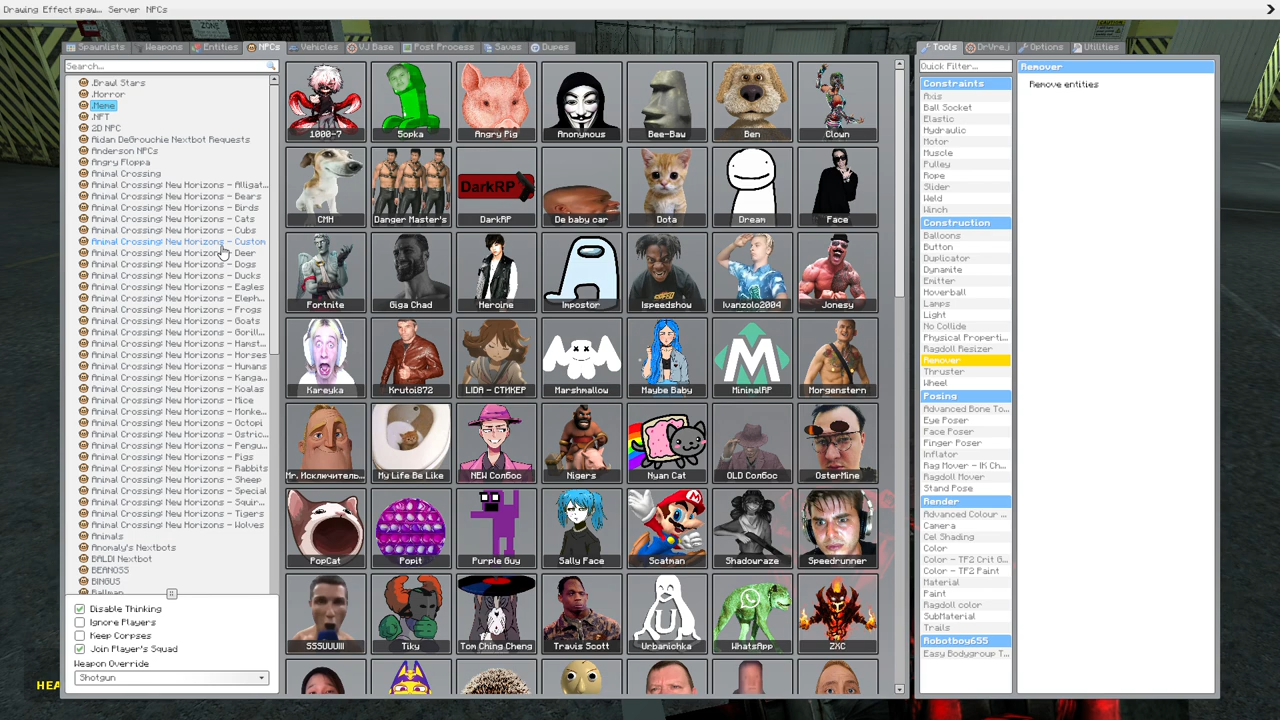 Drawing Effect spaw... Server NPCs
ZONE
Spawnlists Weapons Entities NPCs Vehicles VJ Base Post Process Saves Dupes
Search...
.Brawl Stars
.Horror
.Meme
.NFT
2D NPC
Aidan DeGrouchie Nextbot Requests
Anderson NPCs
Angry Floppa
Animal Crossing
Animal Crossing: New Horizons - Alligat...
Animal Crossing: New Horizons - Bears
Animal Crossing: New Horizons - Birds
Animal Crossing: New Horizons - Cats
Animal Crossing: New Horizons - Cubs
Animal Crossing: New Horizons - Custom
Animal Crossing: New Horizons - Deer
Animal Crossing: New Horizons - Dogs
Animal Crossing: New Horizons - Ducks
Animal Crossing: New Horizons - Eagles
Animal Crossing: New Horizons - Eleph...
Animal Crossing: New Horizons - Frogs
Animal Crossing: New Horizons - Goats
Animal Crossing: New Horizons - Gorill...
Animal Crossing: New Horizons - Hamst...
Animal Crossing: New Horizons - Horses
Animal Crossing: New Horizons - Humans
Animal Crossing: New Horizons - Kanga...
Animal Crossing: New Horizons - Koalas
Animal Crossing: New Horizons - Mice
Animal Crossing: New Horizons - Monke...
Animal Crossing: New Horizons - Octopi
Animal Crossing: New Horizons - Ostric...
Animal Crossing: New Horizons - Pengu...
Animal Crossing: New Horizons - Pigs
Animal Crossing: New Horizons - Rabbits
Animal Crossing: New Horizons - Sheep
Animal Crossing: New Horizons - Special
Animal Crossing: New Horizons - Squir...
Animal Crossing: New Horizons - Tigers
Animal Crossing: New Horizons - Wolves
Animals
Anomaly's Nextbots
BALDI Nextbot
BEANOSS
BINGUS
Disable Thinking
Ignore Players
Keep Corpses
Join Player's Squad
Weapon Override
Shotgun
HEA
1000-7 5opka Angry Pig Anonymous Bee-Bay Ben Clown
DarkRP
CMH Danger Master's DarkRP De baby car Dota Dream Face
Fortnite Giga Chad Heroine Impostor Ispeedshow Ivanzolo2004 Jonesy
Kareyka Krutoi872 LIDA - СТИКЕР Marshmallow Maybe Baby MinimalRP Morgenstern
Mr. Исключитель... My Life Be Like NEW Солбос Nigers Nyan Cat OLD Солбос OsterMine
PopCat Popit Purple Guy Sally Face Scatman Shadowraze Speedrunner
SSSUUUIII Tiky Tom Ching Cheng Travis Scott Urbanichka WhatsApp ZXC
Tools DrVre_i Options Utilities
Quick Filter...
Constraints
Axis
Ball Socket
Elastic
Hydraulic
Motor
Muscle
Pulley
Rope
Slider
Weld
Winch
Construction
Balloons
Button
Duplicator
Dynamite
Emitter
Hoverball
Lamps
Light
No Collide
Physical Properti...
Ragdoll Resizer
Remover
Thruster
Wheel
Posing
Advanced Bone To...
Eye Poser
Face Poser
Finger Poser
Inflator
Rag Mover - IK Ch...
Ragdoll Mover
Stand Pose
Render
Advanced Colour ...
Camera
Cel Shading
Color
Color - TF2 Crit G...
Color - TF2 Paint
Material
Paint
Ragdoll color
SubMaterial
Trails
Robotboy655
Easy Bodygroup T...
Remover
Remove entities